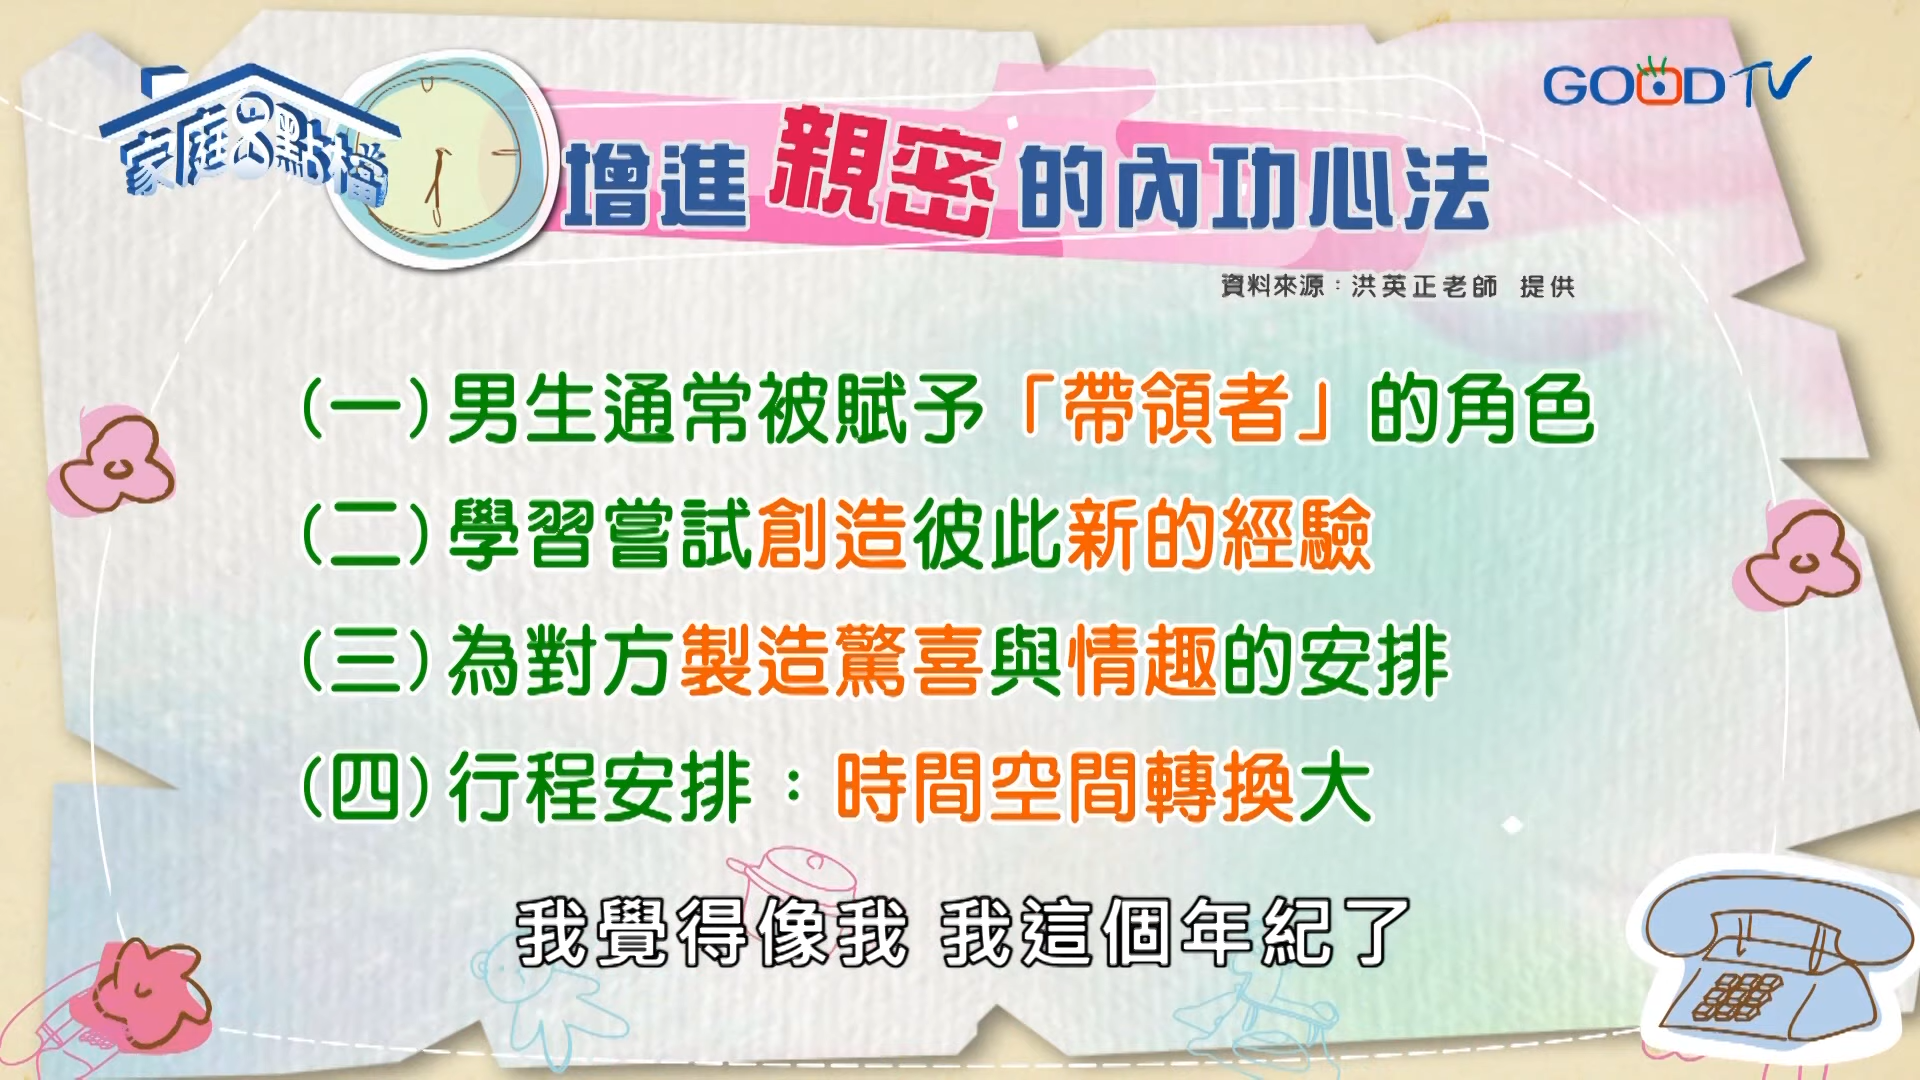 家庭8點檔
GOOD TV
增進親密的內功心法
資料來源：洪英正老師 提供
(一)男生通常被賦予「帶領者」的角色
(二)學習嘗試創造彼此新的經驗
(三)為對方製造驚喜與情趣的安排
(四)行程安排：時間空間轉換大
我覺得像我 我這個年紀了